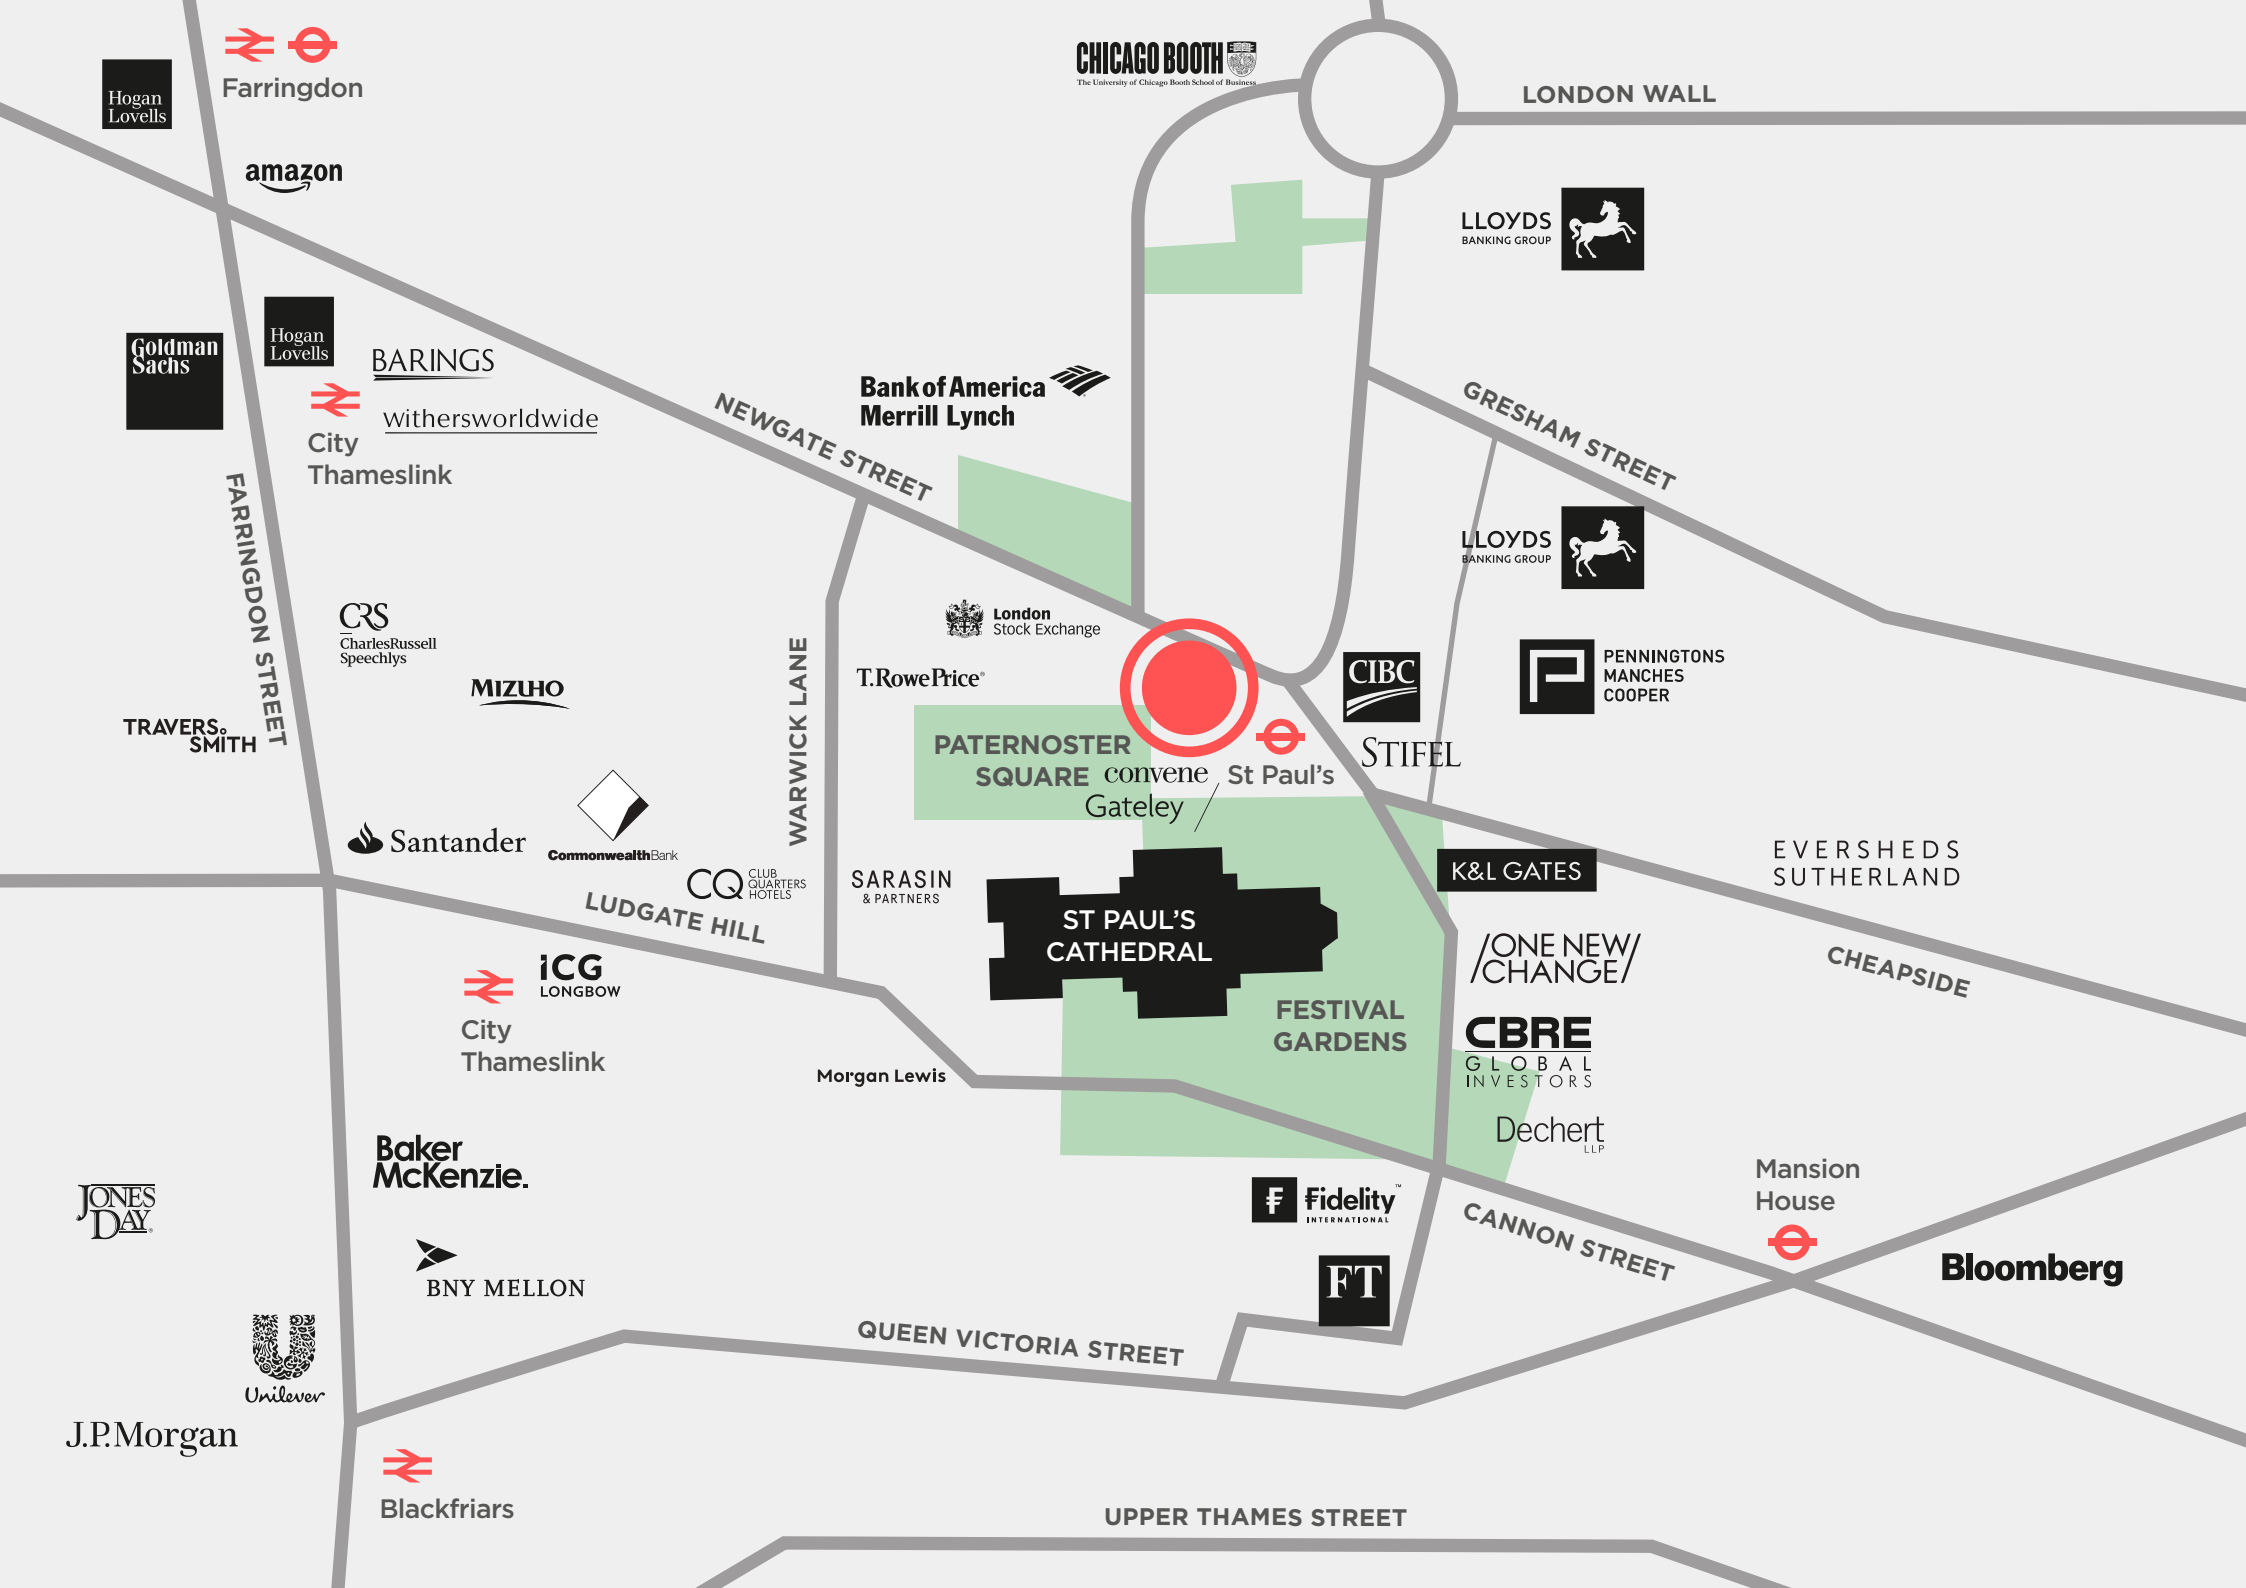 Farringdon
Hogan
Lovells
amazon
CHICAGO BOOTH
The University of Chicago Booth School of Business
LONDON WALL
LLOYDS
BANKING GROUP
Goldman
Sachs
Hogan
Lovells
BARINGS
withersworldwide
City
Thameslink
Bank of America
Merrill Lynch
NEWGATE STREET
GRESHAM STREET
FARRINGDON STREET
LLOYDS
BANKING GROUP
CRS
CharlesRussell
Speechlys
MIZUHO
TRAVERS.
SMITH
WARWICK LANE
London
Stock Exchange
T.RowePrice®
CIBC
STIFEL
PENNINGTONS
MANCHES
COOPER
PATERNOSTER
SQUARE
convene
Gateley
St Paul's
Santander
CommonwealthBank
CQ
CLUB
QUARTERS
HOTELS
SARASIN
& PARTNERS
LUDGATE HILL
ST PAUL'S
CATHEDRAL
K&L GATES
EVERSHEDS
SUTHERLAND
/ONE NEW/
/CHANGE/
CHEAPSIDE
FESTIVAL
GARDENS
iCG
LONGBOW
City
Thameslink
CBRE
GLOBAL
INVESTORS
Morgan Lewis
Dechert
LLP
Baker
McKenzie.
JONES
DAY®
Fidelity™
INTERNATIONAL
FT
CANNON STREET
Mansion
House
Bloomberg
BNY MELLON
Unilever
J.P.Morgan
QUEEN VICTORIA STREET
Blackfriars
UPPER THAMES STREET